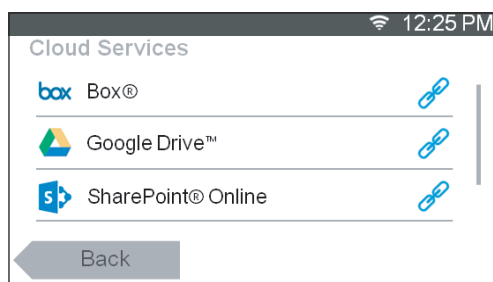 12:25 PM
Cloud Services
box Box®
Google Drive™
S SharePoint® Online
Back